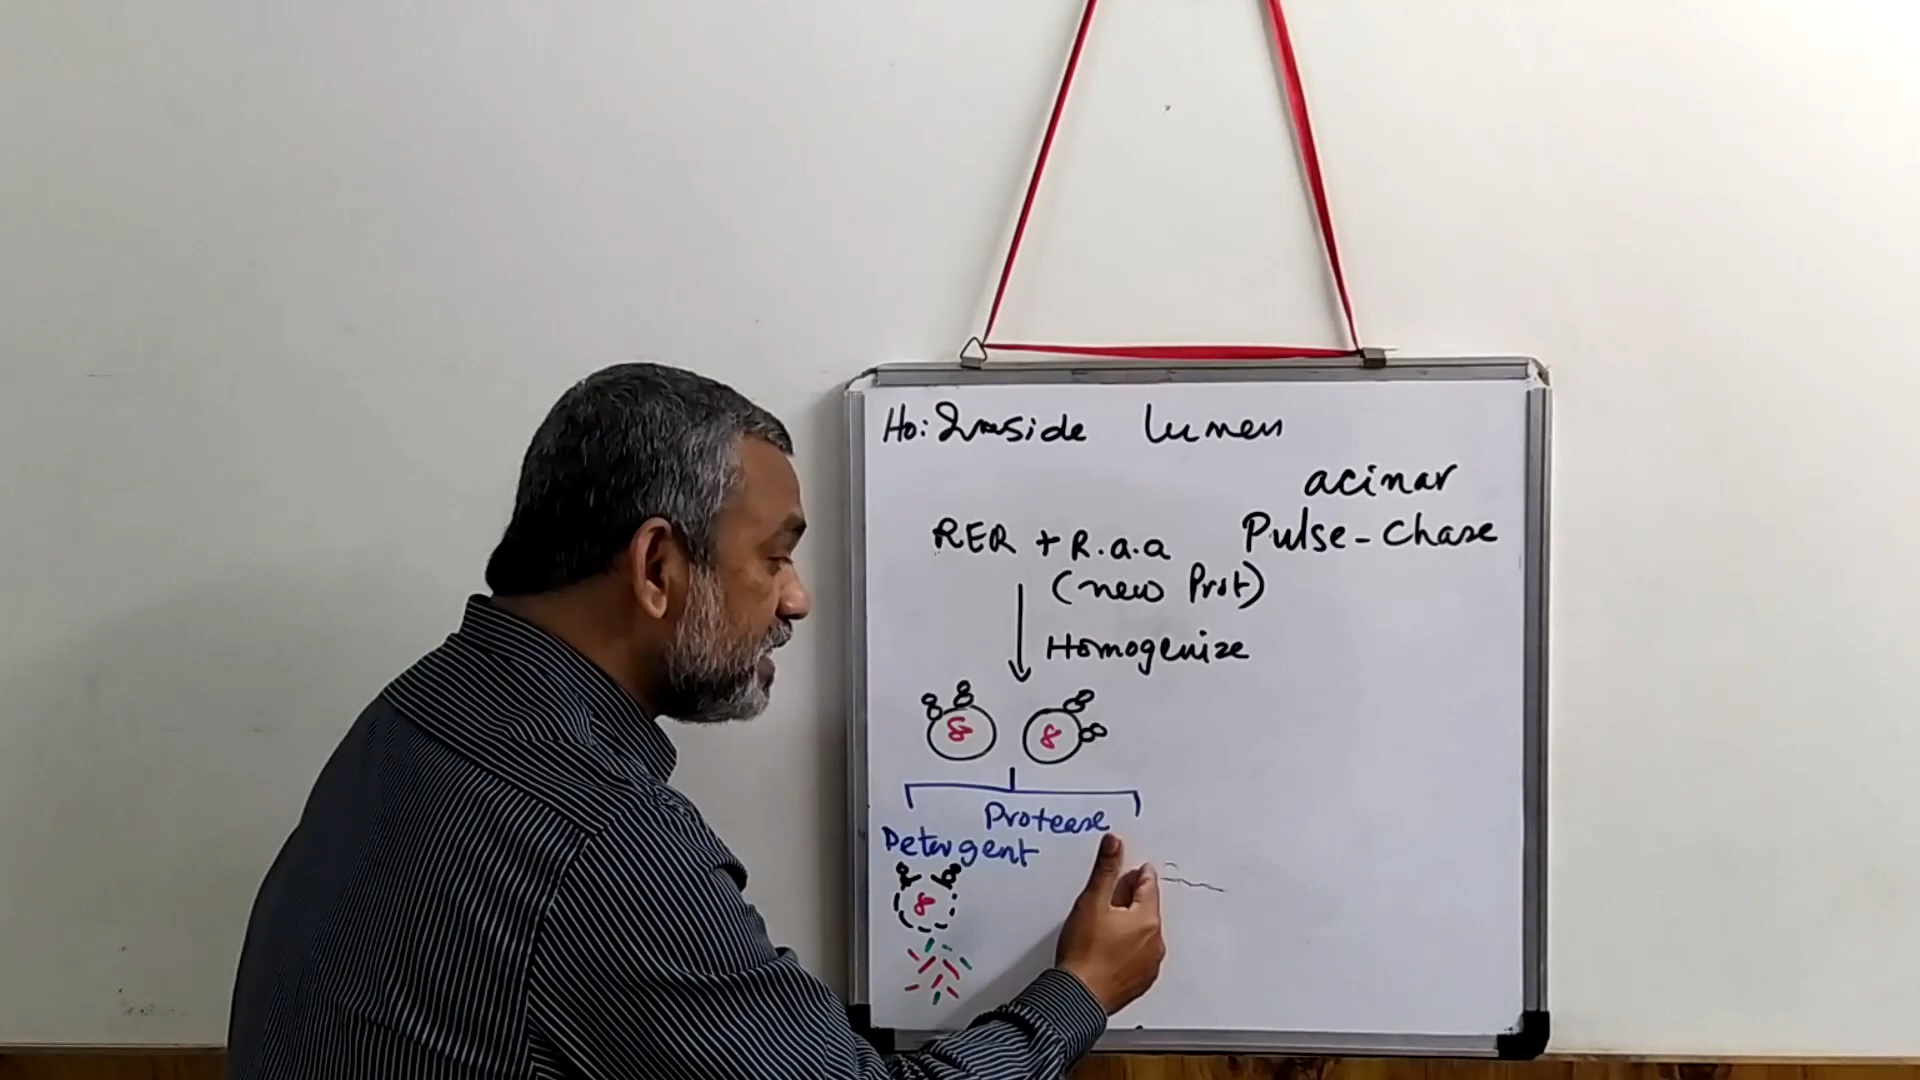 Ho: Inside lumen
acinar
RER + R.a.a
Pulse-chase
(new Prot)
Homogenize
Protease
Detergent